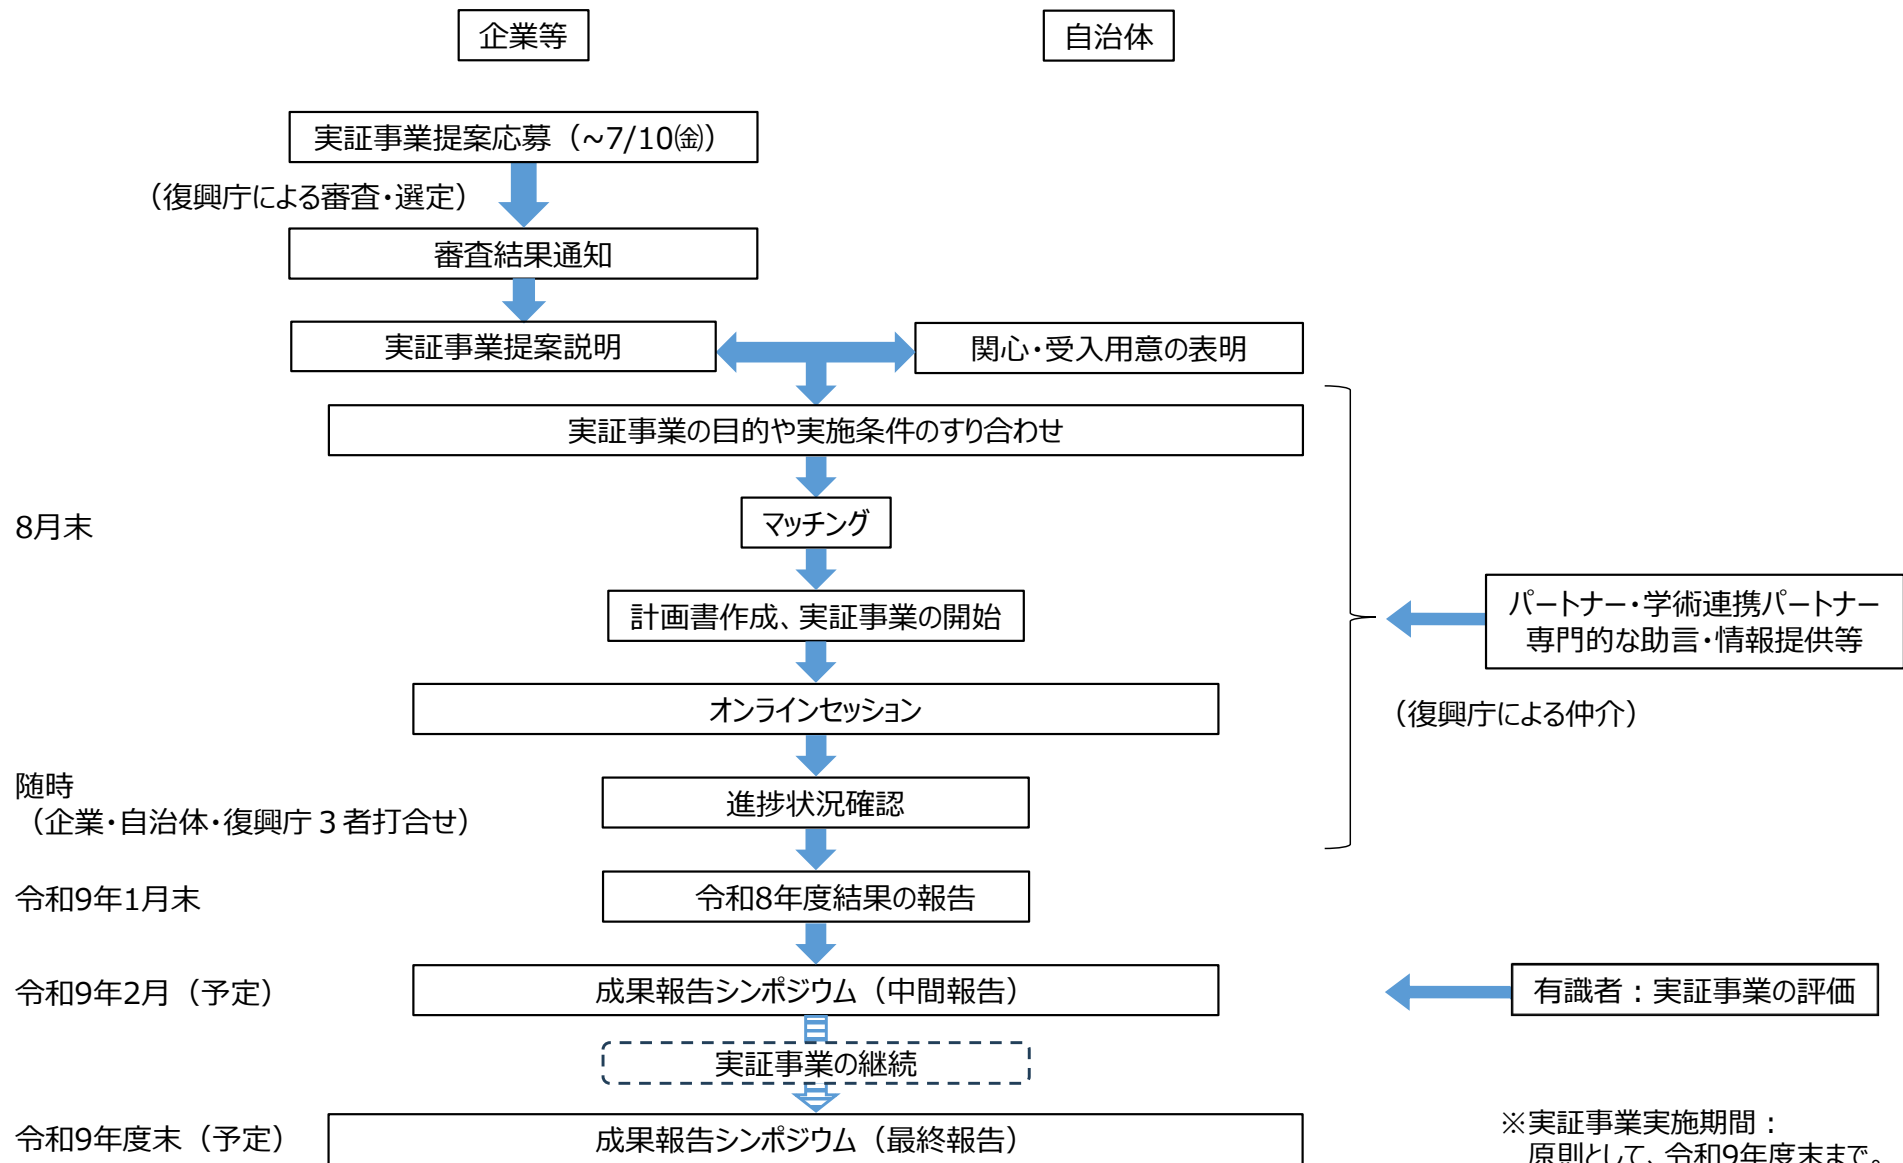 企業等
自治体
実証事業提案応募（~7/10㈮）
（復興庁による審査・選定）
審査結果通知
実証事業提案説明
関心・受入用意の表明
実証事業の目的や実施条件のすり合わせ
8月末
マッチング
計画書作成、実証事業の開始
パートナー・学術連携パートナー
専門的な助言・情報提供等
オンラインセッション
（復興庁による仲介）
随時
（企業・自治体・復興庁３者打合せ）
進捗状況確認
令和9年1月末
令和8年度結果の報告
令和9年2月（予定）
成果報告シンポジウム（中間報告）
有識者：実証事業の評価
実証事業の継続
令和9年度末（予定）
成果報告シンポジウム（最終報告）
※実証事業実施期間：
原則として、令和9年度末まで。